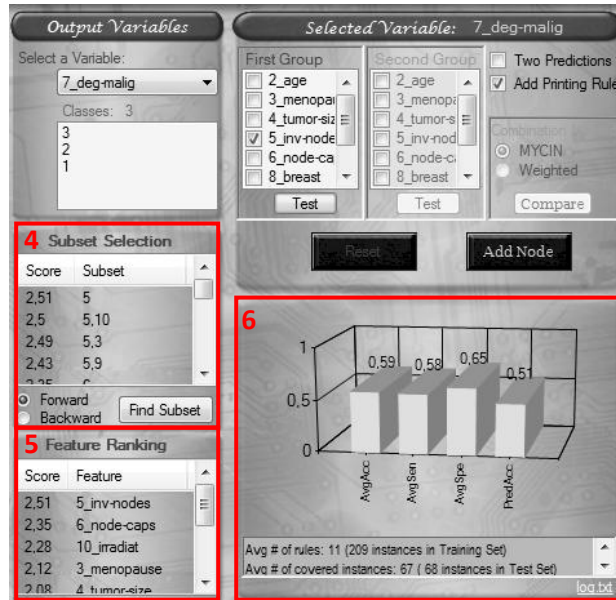 Output Variables
Select a Variable:
7_deg-malig
Classes: 3
3
2
1
Selected Variable: 7_deg-malig
First Group
2_age
3_menopau
4_tumor-siz
5_inv-node
6_node-ca
8_breast
Test
Second Group
2_age
3_menopa
4_tumor-s
5_inv-nod
6_node-ca
8_breast
Test
Two Predictions
Add Printing Rule
Combination
MYCIN
Weighted
Compare
Reset
Add Node
4 Subset Selection
Score Subset
2,51 5
2,5 5,10
2,49 5,3
2,43 5,9
2,35 6
Forward
Backward
Find Subset
5 Feature Ranking
Score Feature
2,51 5_inv-nodes
2,35 6_node-caps
2,28 10_irradiat
2,12 3_menopause
2,08 4_tumor-size
6
1
0,5
0
0,59
0,58
0,65
0,51
AvgAcc
AvgSen
AvgSpe
PredAcc
Avg # of rules: 11 (209 instances in Training Set)
Avg # of covered instances: 67 ( 68 instances in Test Set)
log.txt